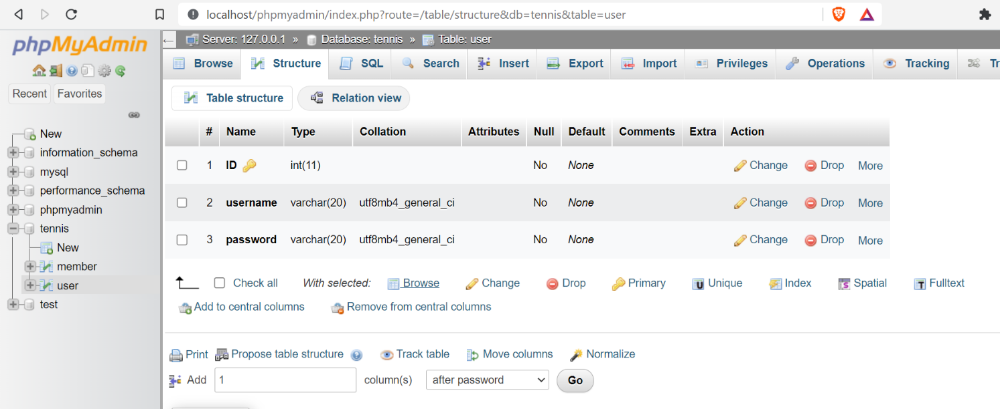 localhost/phpmyadmin/index.php?route=/table/structure&db=tennis&table=user
phpMyAdmin
Recent Favorites
New
information_schema
mysql
performance_schema
phpmyadmin
tennis
New
member
user
test
Server: 127.0.0.1 » Database: tennis » Table: user
Browse Structure SQL Search Insert Export Import Privileges Operations Tracking Tr
Table structure Relation view
# Name Type Collation Attributes Null Default Comments Extra Action
1 ID int(11) No None Change Drop More
2 username varchar(20) utf8mb4_general_ci No None Change Drop More
3 password varchar(20) utf8mb4_general_ci No None Change Drop More
Check all With selected: Browse Change Drop Primary Unique Index Spatial Fulltext
Add to central columns Remove from central columns
Print Propose table structure Track table Move columns Normalize
Add 1 column(s) after password Go